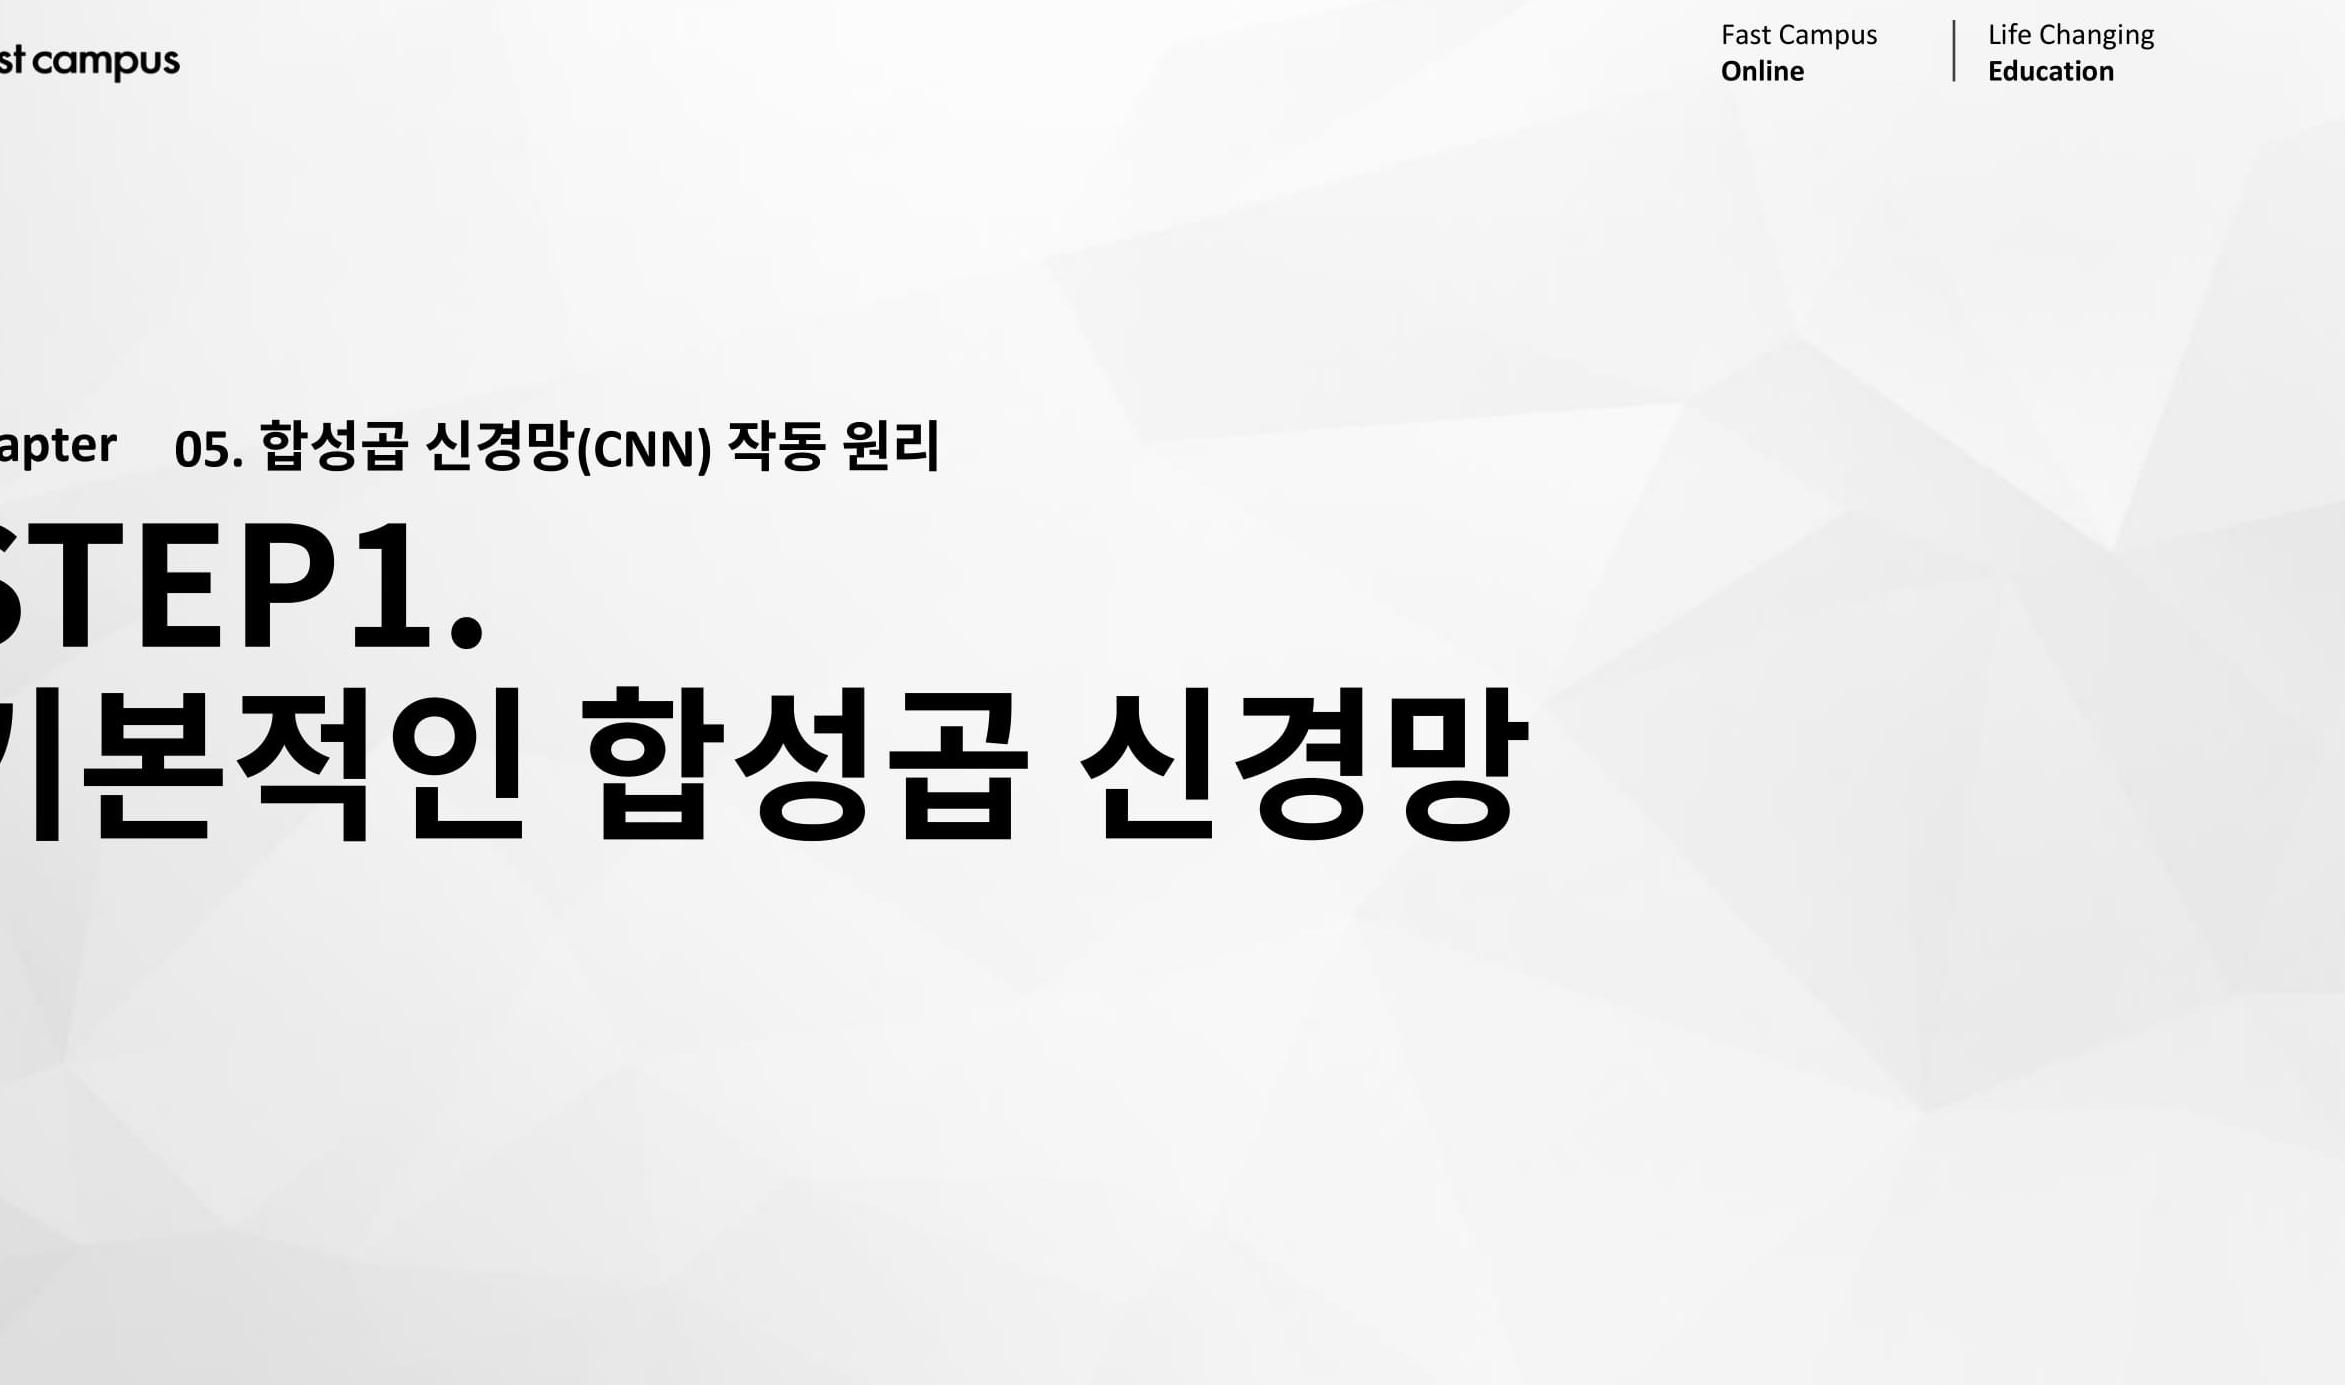 st campus
Fast Campus
Online
Life Changing
Education
apter 05. 합성곱 신경망(CNN) 작동 원리
STEP1.
기본적인 합성곱 신경망